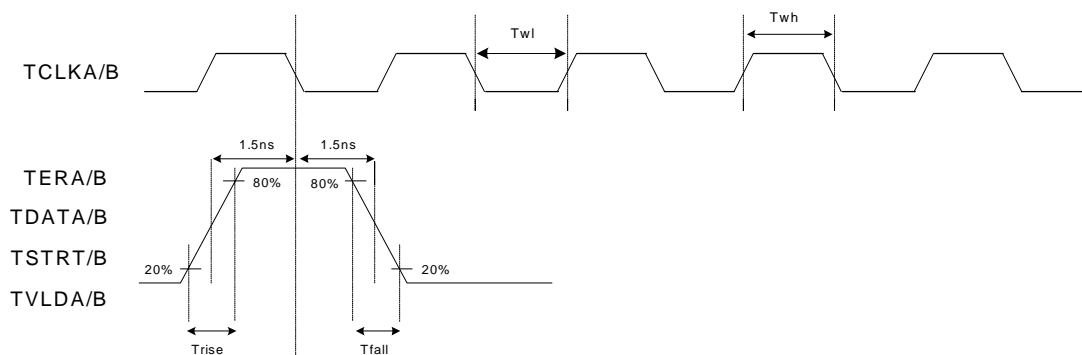 Twl
Twh
TCLKA/B
1.5ns
1.5ns
TERA/B
80%
80%
TDATA/B
TSTRT/B
20%
20%
TVLDA/B
Trise
Tfall